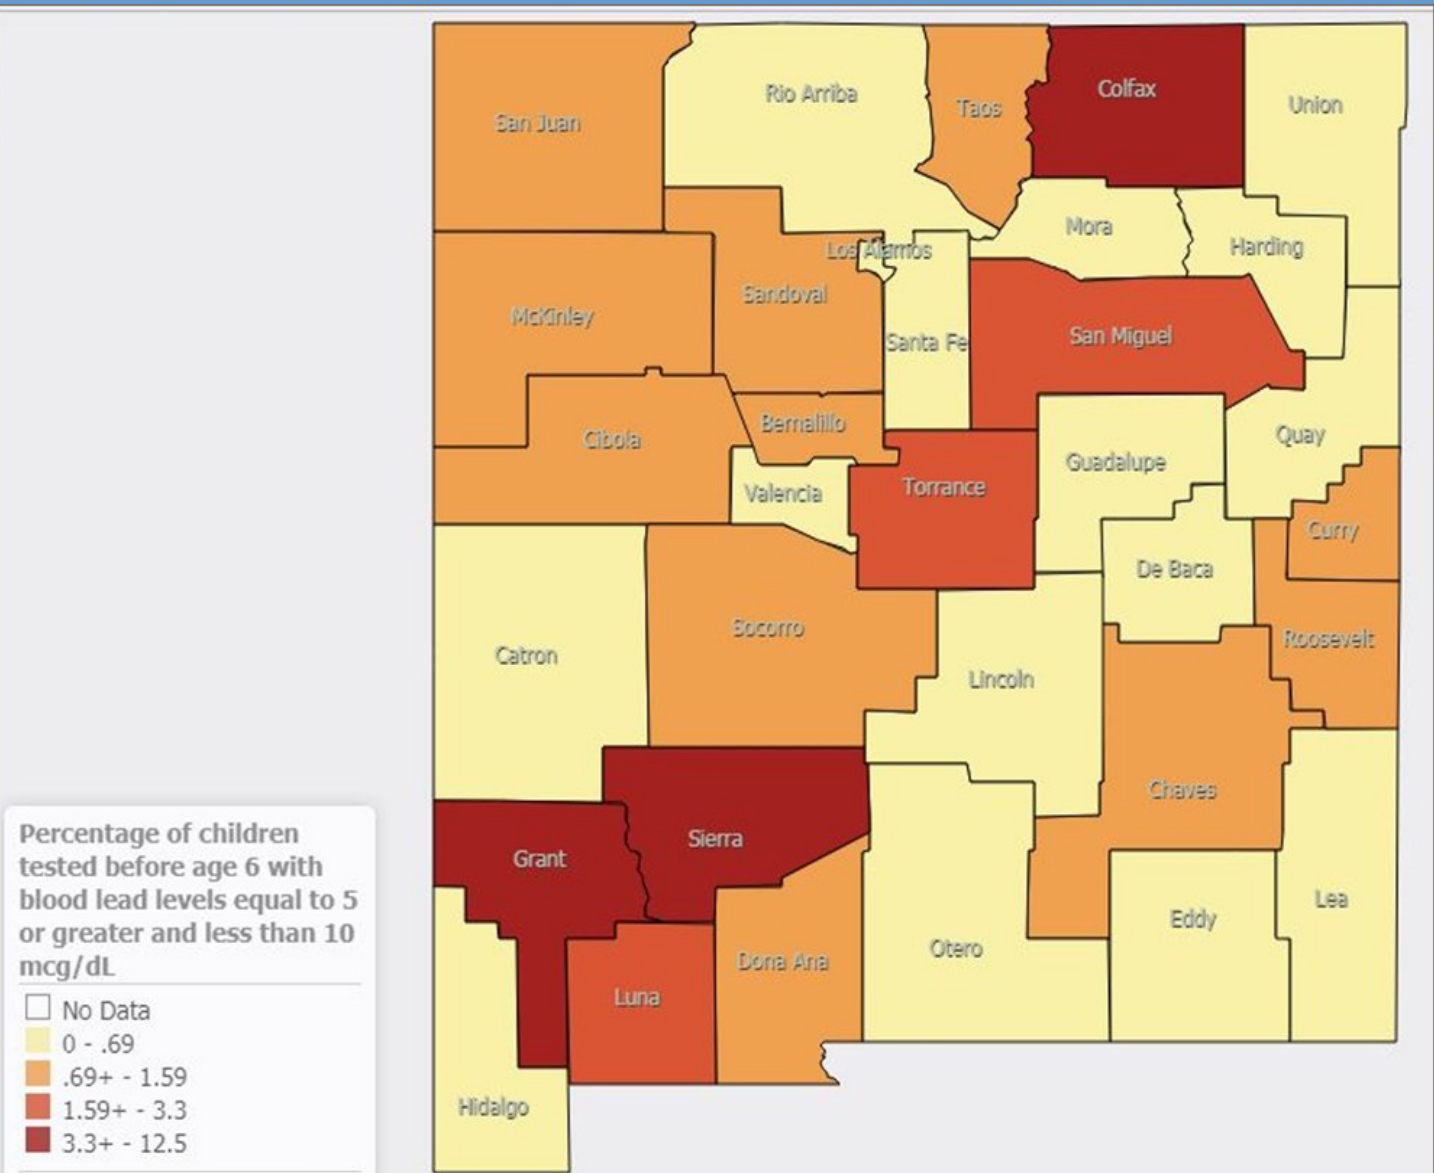 San Juan
Rio Arriba
Taos
Colfax
Union
Mora
Harding
Los Alamos
McKinley
Sandoval
Santa Fe
San Miguel
Cibola
Bernalillo
Quay
Valencia
Torrance
Guadalupe
Curry
De Baca
Catron
Socorro
Lincoln
Roosevelt
Chaves
Sierra
Grant
Lea
Eddy
Otero
Dona Ana
Luna
Hidalgo
Percentage of children
tested before age 6 with
blood lead levels equal to 5
or greater and less than 10
mcg/dL
No Data
0 - .69
.69+ - 1.59
1.59+ - 3.3
3.3+ - 12.5